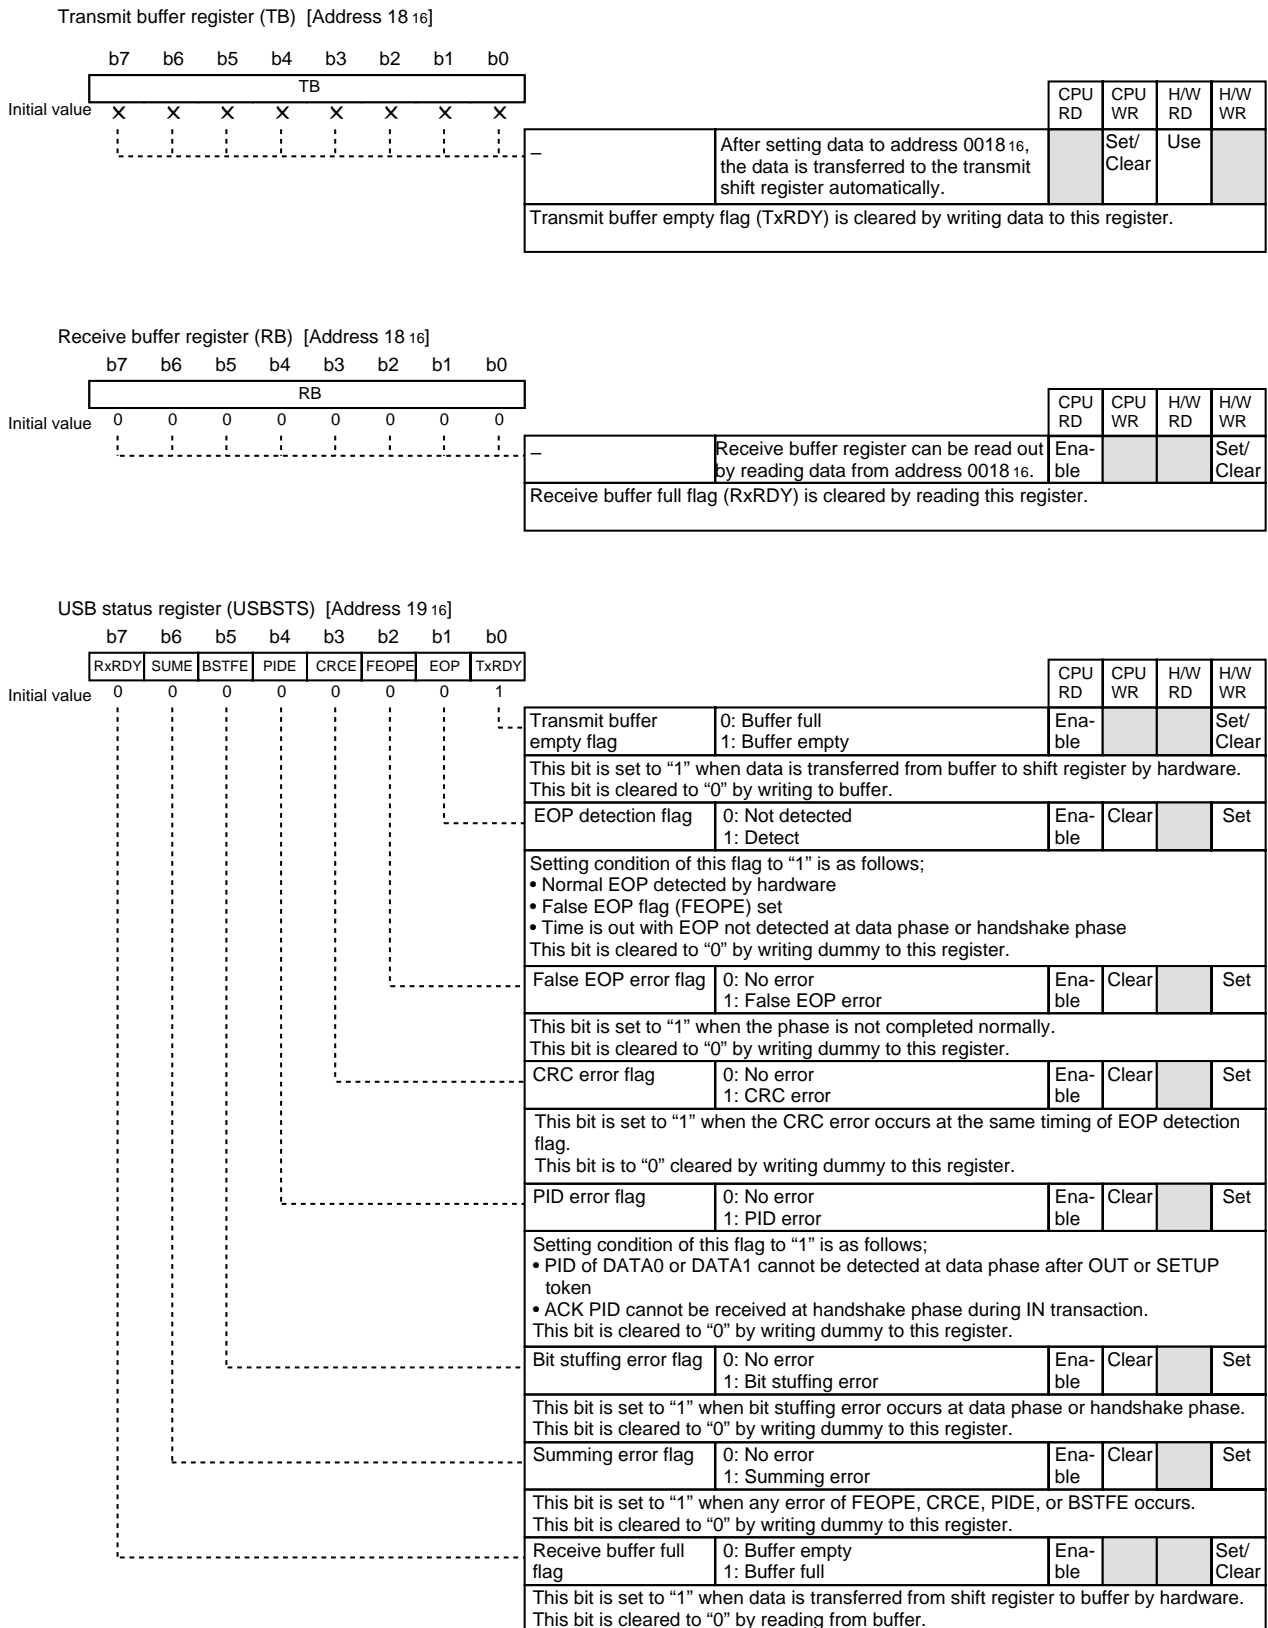 Transmit buffer register (TB) [Address 18 16]
b7 b6 b5 b4 b3 b2 b1 b0
TB
Initial value X X X X X X X X
CPU RD CPU WR H/W RD H/W WR
– After setting data to address 0018 16, Set/ Use
the data is transferred to the transmit Clear
shift register automatically.
Transmit buffer empty flag (TxRDY) is cleared by writing data to this register.
Receive buffer register (RB) [Address 18 16]
b7 b6 b5 b4 b3 b2 b1 b0
RB
Initial value 0 0 0 0 0 0 0 0
CPU RD CPU WR H/W RD H/W WR
– Receive buffer register can be read out Ena- Set/
by reading data from address 0018 16. ble Clear
Receive buffer full flag (RxRDY) is cleared by reading this register.
USB status register (USBSTS) [Address 19 16]
b7 b6 b5 b4 b3 b2 b1 b0
RxRDY SUME BSTFE PIDE CRCE FEOPE EOP TxRDY
Initial value 0 0 0 0 0 0 0 1
CPU RD CPU WR H/W RD H/W WR
Transmit buffer 0: Buffer full Ena- Set/
empty flag 1: Buffer empty ble Clear
This bit is set to “1” when data is transferred from buffer to shift register by hardware.
This bit is cleared to “0” by writing to buffer.
EOP detection flag 0: Not detected Ena- Clear Set
1: Detect ble
Setting condition of this flag to “1” is as follows;
• Normal EOP detected by hardware
• False EOP flag (FEOPE) set
• Time is out with EOP not detected at data phase or handshake phase
This bit is cleared to “0” by writing dummy to this register.
False EOP error flag 0: No error Ena- Clear Set
1: False EOP error ble
This bit is set to “1” when the phase is not completed normally.
This bit is cleared to “0” by writing dummy to this register.
CRC error flag 0: No error Ena- Clear Set
1: CRC error ble
This bit is set to “1” when the CRC error occurs at the same timing of EOP detection
flag.
This bit is to “0” cleared by writing dummy to this register.
PID error flag 0: No error Ena- Clear Set
1: PID error ble
Setting condition of this flag to “1” is as follows;
• PID of DATA0 or DATA1 cannot be detected at data phase after OUT or SETUP
token
• ACK PID cannot be received at handshake phase during IN transaction.
This bit is cleared to “0” by writing dummy to this register.
Bit stuffing error flag 0: No error Ena- Clear Set
1: Bit stuffing error ble
This bit is set to “1” when bit stuffing error occurs at data phase or handshake phase.
This bit is cleared to “0” by writing dummy to this register.
Summing error flag 0: No error Ena- Clear Set
1: Summing error ble
This bit is set to “1” when any error of FEOPE, CRCE, PIDE, or BSTFE occurs.
This bit is cleared to “0” by writing dummy to this register.
Receive buffer full 0: Buffer empty Ena- Set/
flag 1: Buffer full ble Clear
This bit is set to “1” when data is transferred from shift register to buffer by hardware.
This bit is cleared to “0” by reading from buffer.